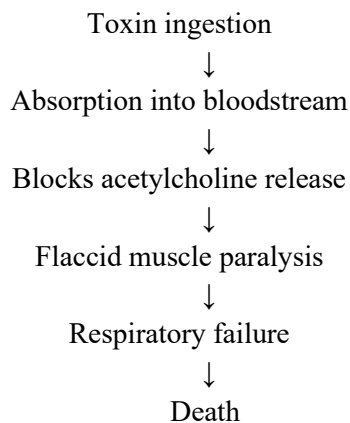 Toxin ingestion
↓
Absorption into bloodstream
↓
Blocks acetylcholine release
↓
Flaccid muscle paralysis
↓
Respiratory failure
↓
Death